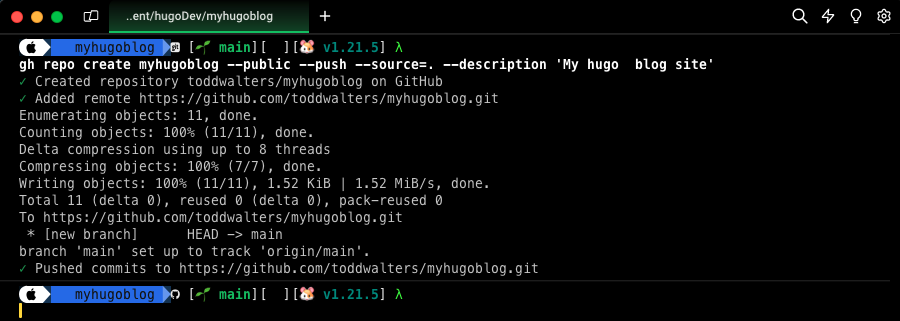 ..ent/hugoDev/myhugoblog
myhugoblog [ main][ ][ v1.21.5] λ
gh repo create myhugoblog --public --push --source=. --description 'My hugo  blog site'
✓ Created repository toddwalters/myhugoblog on GitHub
✓ Added remote https://github.com/toddwalters/myhugoblog.git
Enumerating objects: 11, done.
Counting objects: 100% (11/11), done.
Delta compression using up to 8 threads
Compressing objects: 100% (7/7), done.
Writing objects: 100% (11/11), 1.52 KiB | 1.52 MiB/s, done.
Total 11 (delta 0), reused 0 (delta 0), pack-reused 0
To https://github.com/toddwalters/myhugoblog.git
 * [new branch]      HEAD -> main
branch 'main' set up to track 'origin/main'.
✓ Pushed commits to https://github.com/toddwalters/myhugoblog.git
myhugoblog [ main][ ][ v1.21.5] λ